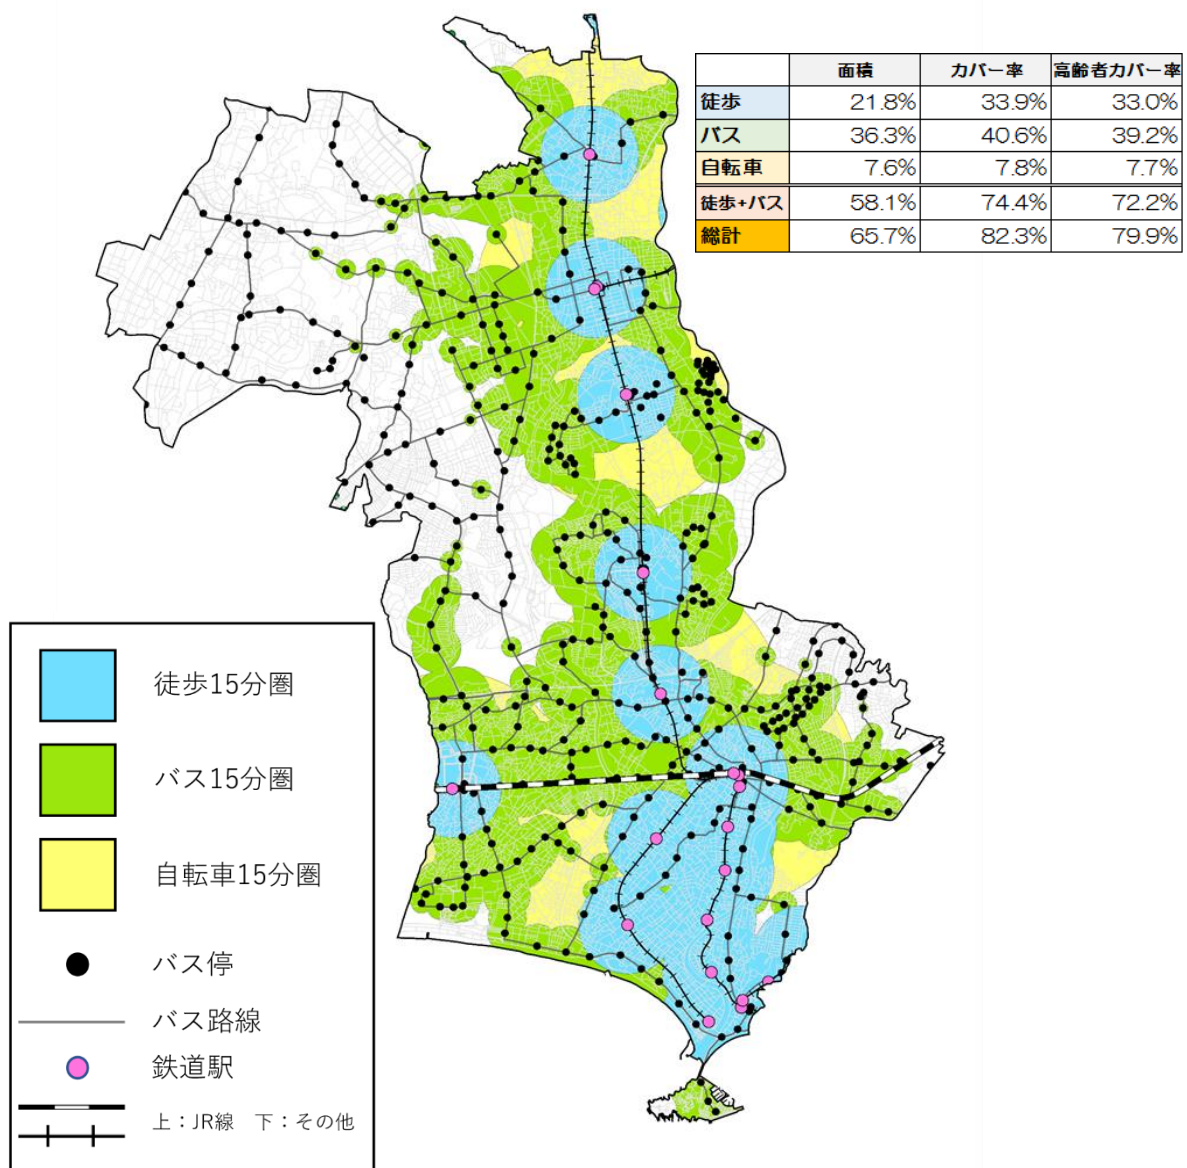 面積 カバー率 高齢者カバー率
徒歩 21.8% 33.9% 33.0%
バス 36.3% 40.6% 39.2%
自転車 7.6% 7.8% 7.7%
徒歩+バス 58.1% 74.4% 72.2%
総計 65.7% 82.3% 79.9%
徒歩15分圏
バス15分圏
自転車15分圏
バス停
バス路線
鉄道駅
上：JR線　下：その他